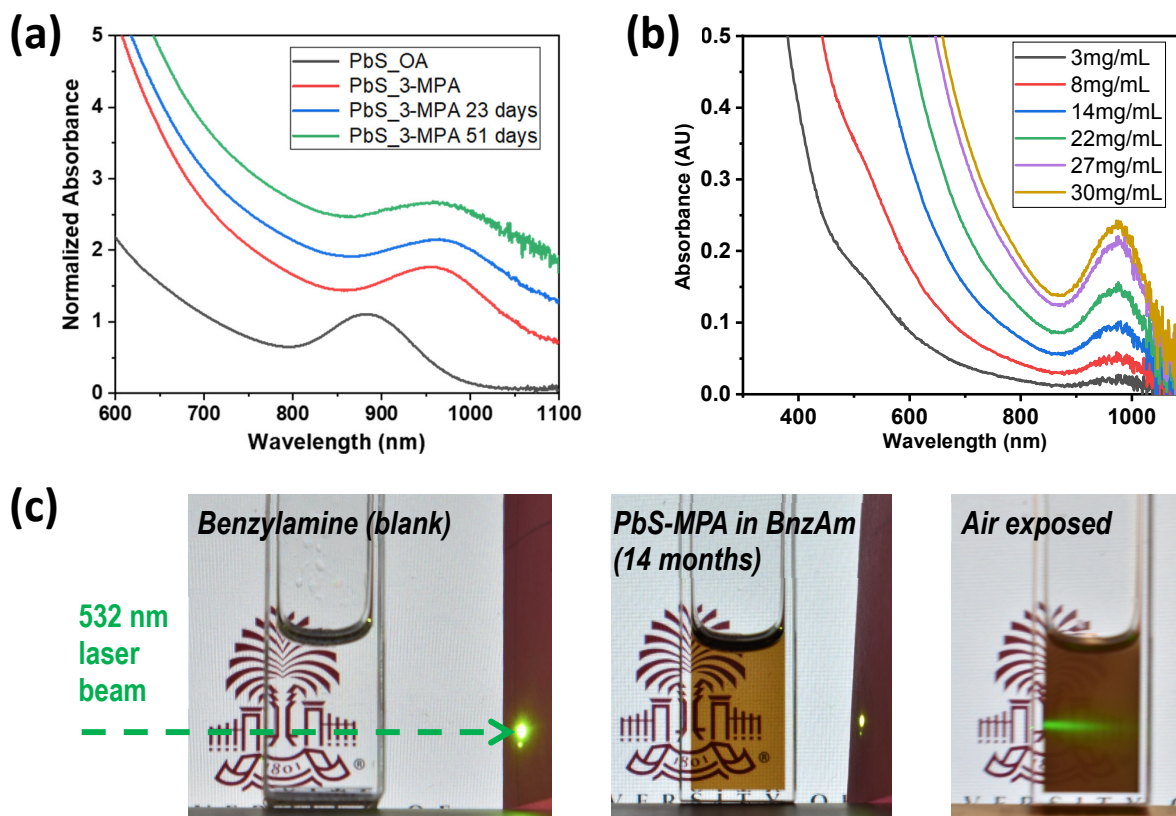 (a)
Normalized Absorbance
5
4
3
2
1
0
PbS_OA
PbS_3-MPA
PbS_3-MPA 23 days
PbS_3-MPA 51 days
600
700
800
900
1000
1100
Wavelength (nm)
(b)
Absorbance (AU)
0.5
0.4
0.3
0.2
0.1
0.0
3mg/mL
8mg/mL
14mg/mL
22mg/mL
27mg/mL
30mg/mL
400
600
800
1000
Wavelength (nm)
(c)
532 nm
laser
beam
Benzylamine (blank)
1801
®
PbS-MPA in BnzAm
(14 months)
1801
®
VERSITY OF
Air exposed